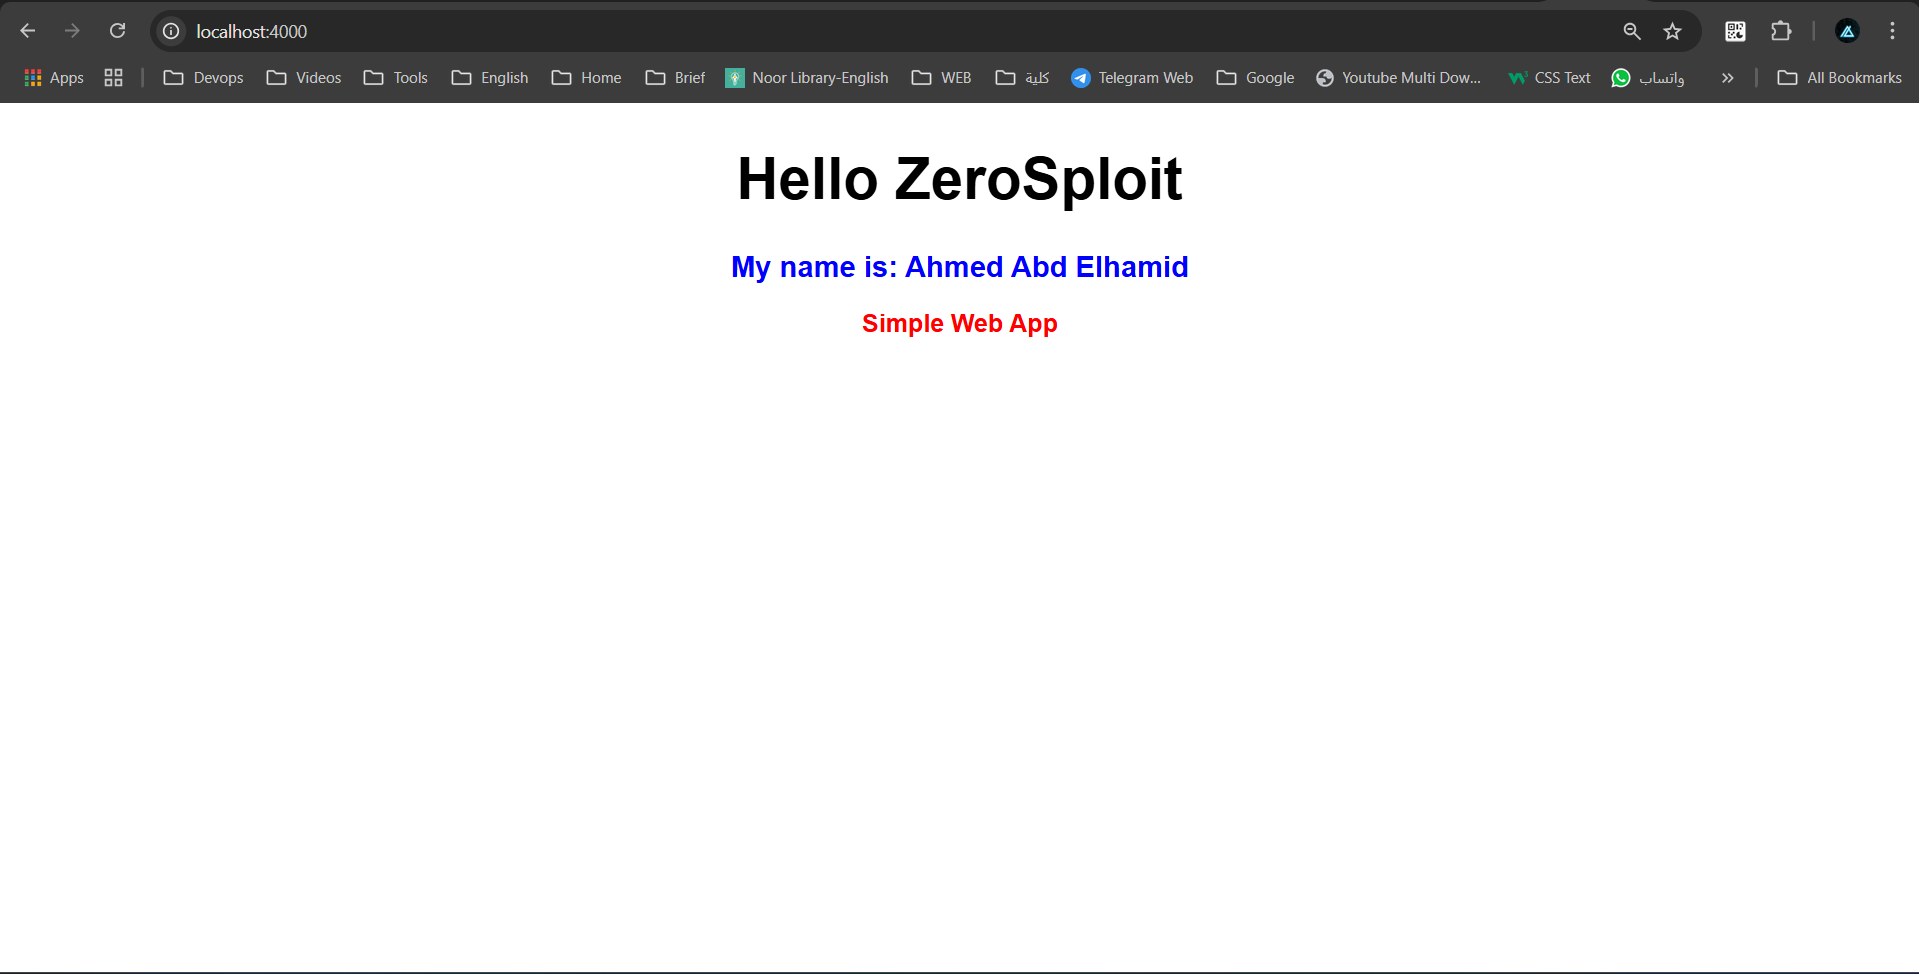 localhost:4000
Apps Devops Videos Tools English Home Brief Noor Library-English WEB كلية Telegram Web Google Youtube Multi Dow... CSS Text واتساب » All Bookmarks
Hello ZeroSploit
My name is: Ahmed Abd Elhamid
Simple Web App